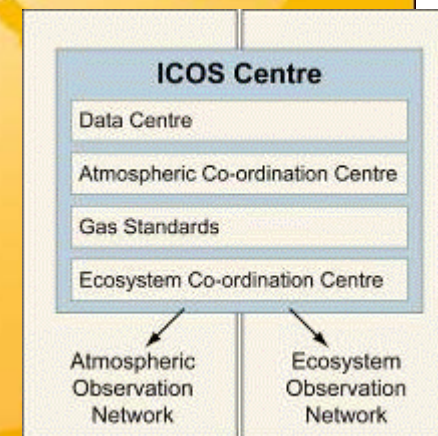 ICOS Centre
Data Centre
Atmospheric Co-ordination Centre
Gas Standards
Ecosystem Co-ordination Centre
Atmospheric
Observation
Network
Ecosystem
Observation
Network